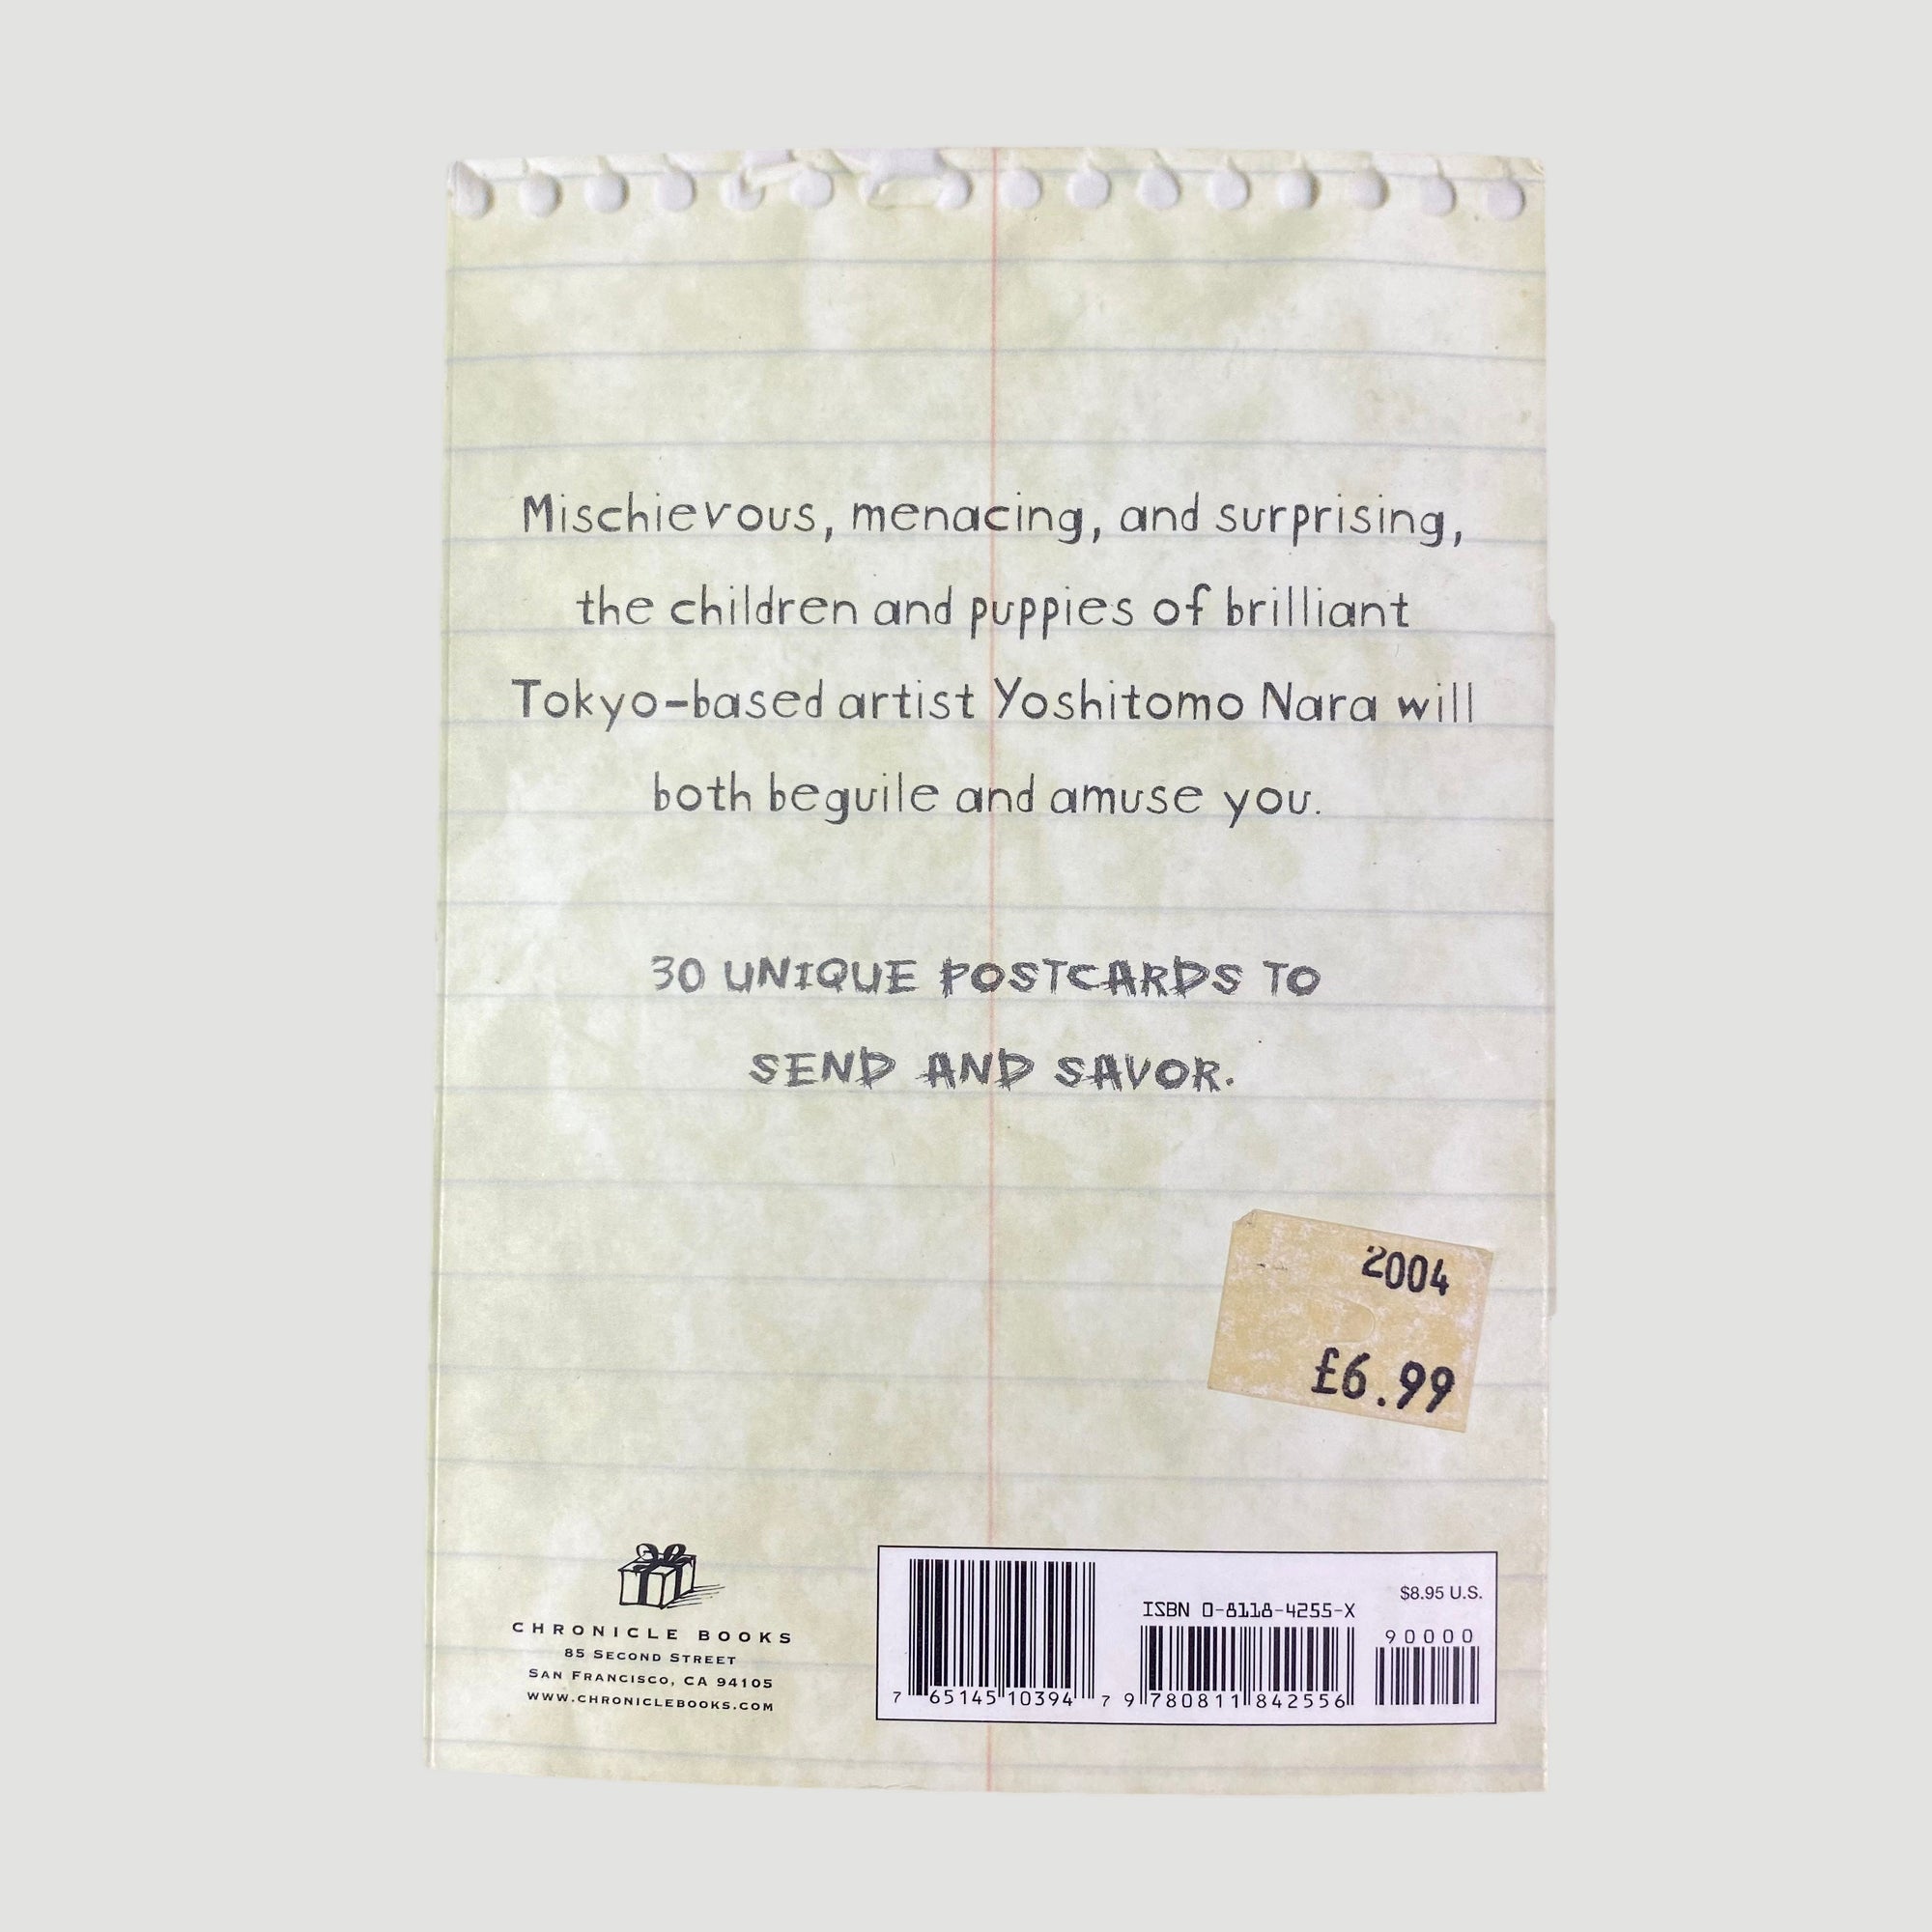 Mischievous, menacing, and surprising,
the children and puppies of brilliant
Tokyo-based artist Yoshitomo Nara will
both beguile and amuse you.
30 UNIQUE POSTCARDS TO
SEND AND SAVOR.
2004
£6.99
CHRONICLE BOOKS
85 SECOND STREET
SAN FRANCISCO, CA 94105
WWW.CHRONICLEBOOKS.COM
$8.95 U.S.
ISBN 0-8118-4255-X
90000
7 65145 10394 7
9 780811 842556